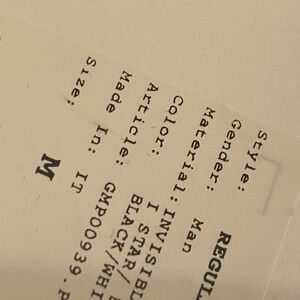 Style: REGUL
Gender: Man
Material: INVISIBL
I STAR/
Color: BLACK/WHI
Article: GMP00939.P
Made In: IT
Size: M